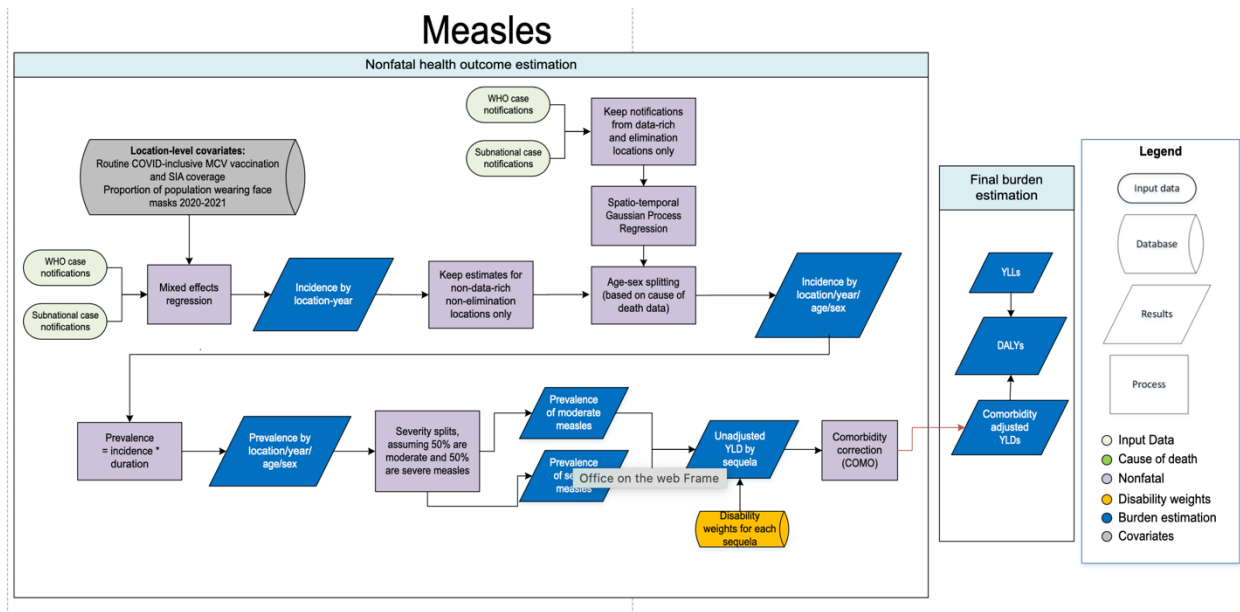 Measles
Nonfatal health outcome estimation
WHO case
notifications
Subnational case
notifications
Keep notifications
from data-rich
and elimination
locations only
Location-level covariates:
Routine COVID-inclusive MCV vaccination
and SIA coverage
Proportion of population wearing face
masks 2020-2021
Spatio-temporal
Gaussian Process
Regression
WHO case
notifications
Subnational case
notifications
Mixed effects
regression
Incidence by
location-year
Keep estimates for
non-data-rich
non-elimination
locations only
Age-sex splitting
(based on cause of
death data)
Incidence by
location/year/
age/sex
Prevalence
= incidence *
duration
Prevalence by
location/year/
age/sex
Severity splits,
assuming 50% are
moderate and 50%
are severe measles
Prevalence
of moderate
measles
Prevalence
of se
measles
Office on the web Frame
Unadjusted
YLD by
sequela
Disability
weights for each
sequela
Comorbidity
correction
(COMO)
Final burden
estimation
YLLs
DALYs
Comorbidity
adjusted
YLDs
Legend
Input data
Database
Results
Process
Input Data
Cause of death
Nonfatal
Disability weights
Burden estimation
Covariates